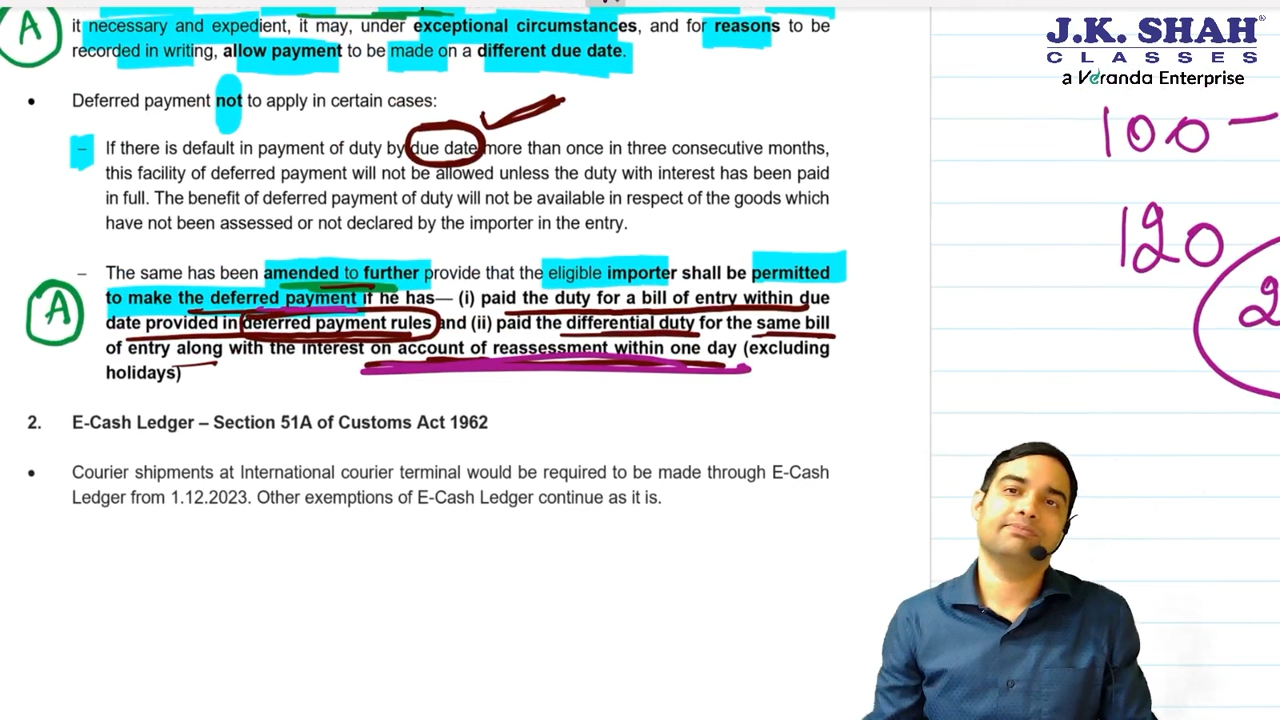 it necessary and expedient, it may, under exceptional circumstances, and for reasons to be
recorded in writing, allow payment to be made on a different due date.
A
• Deferred payment not to apply in certain cases:
– If there is default in payment of duty by due date more than once in three consecutive months,
this facility of deferred payment will not be allowed unless the duty with interest has been paid
in full. The benefit of deferred payment of duty will not be available in respect of the goods which
have not been assessed or not declared by the importer in the entry.
– The same has been amended to further provide that the eligible importer shall be permitted
to make the deferred payment if he has— (i) paid the duty for a bill of entry within due
date provided in deferred payment rules and (ii) paid the differential duty for the same bill
of entry along with the interest on account of reassessment within one day (excluding
holidays)
A
2. E-Cash Ledger – Section 51A of Customs Act 1962
• Courier shipments at International courier terminal would be required to be made through E-Cash
Ledger from 1.12.2023. Other exemptions of E-Cash Ledger continue as it is.
J.K. SHAH®
CLASSES
a Veranda Enterprise
100 –
120
2